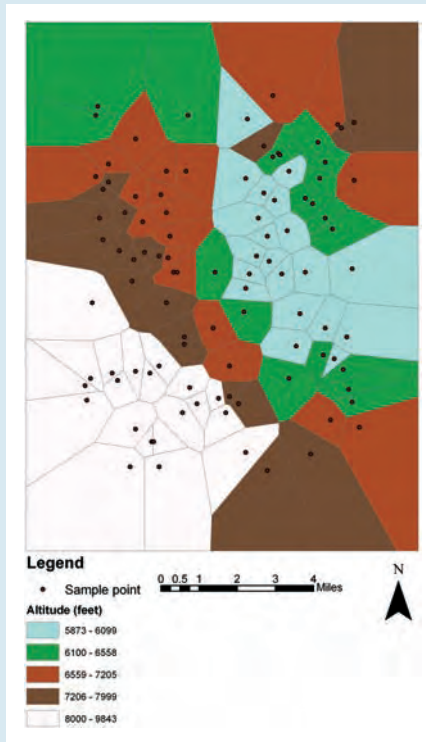 Legend
Sample point
0 0.5 1 2 3 4
Miles
N
Altitude (feet)
5873 - 6099
6100 - 6558
6559 - 7205
7206 - 7999
8000 - 9843